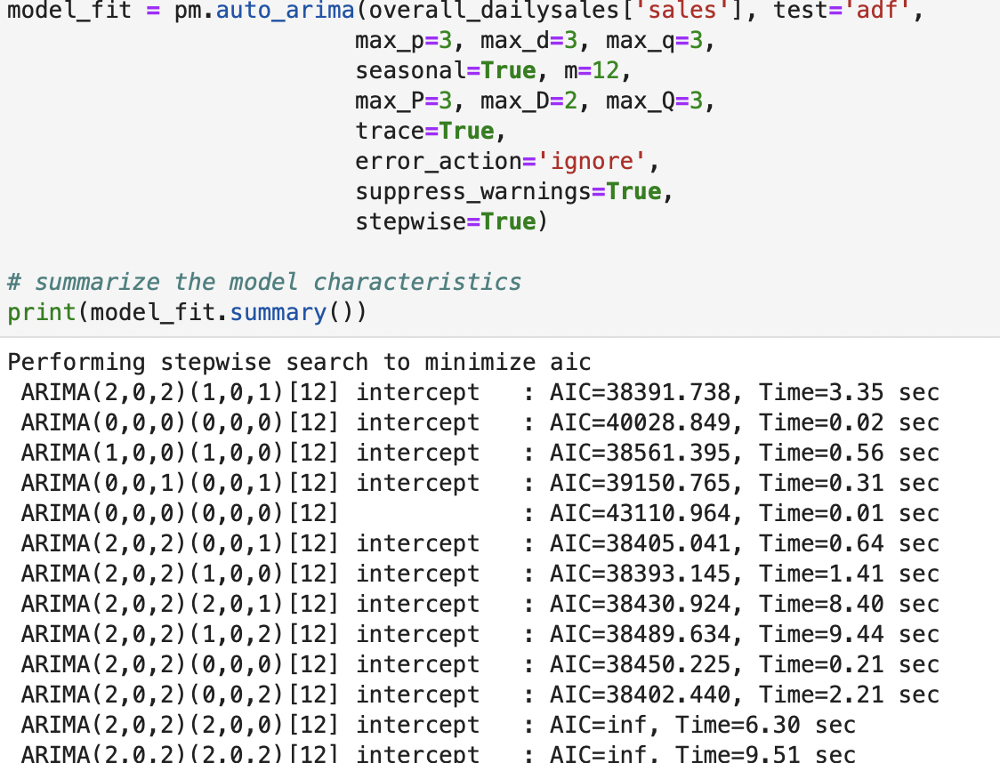 model_fit = pm.auto_arima(overall_dailysales['sales'], test='adf',
max_p=3, max_d=3, max_q=3,
seasonal=True, m=12,
max_P=3, max_D=2, max_Q=3,
trace=True,
error_action='ignore',
suppress_warnings=True,
stepwise=True)
# summarize the model characteristics
print(model_fit.summary())
Performing stepwise search to minimize aic
ARIMA(2,0,2)(1,0,1)[12] intercept   : AIC=38391.738, Time=3.35 sec
ARIMA(0,0,0)(0,0,0)[12] intercept   : AIC=40028.849, Time=0.02 sec
ARIMA(1,0,0)(1,0,0)[12] intercept   : AIC=38561.395, Time=0.56 sec
ARIMA(0,0,1)(0,0,1)[12] intercept   : AIC=39150.765, Time=0.31 sec
ARIMA(0,0,0)(0,0,0)[12]             : AIC=43110.964, Time=0.01 sec
ARIMA(2,0,2)(0,0,1)[12] intercept   : AIC=38405.041, Time=0.64 sec
ARIMA(2,0,2)(1,0,0)[12] intercept   : AIC=38393.145, Time=1.41 sec
ARIMA(2,0,2)(2,0,1)[12] intercept   : AIC=38430.924, Time=8.40 sec
ARIMA(2,0,2)(1,0,2)[12] intercept   : AIC=38489.634, Time=9.44 sec
ARIMA(2,0,2)(0,0,0)[12] intercept   : AIC=38450.225, Time=0.21 sec
ARIMA(2,0,2)(0,0,2)[12] intercept   : AIC=38402.440, Time=2.21 sec
ARIMA(2,0,2)(2,0,0)[12] intercept   : AIC=inf, Time=6.30 sec
ARIMA(2,0,2)(2,0,2)[12] intercept   : AIC=inf, Time=9.51 sec